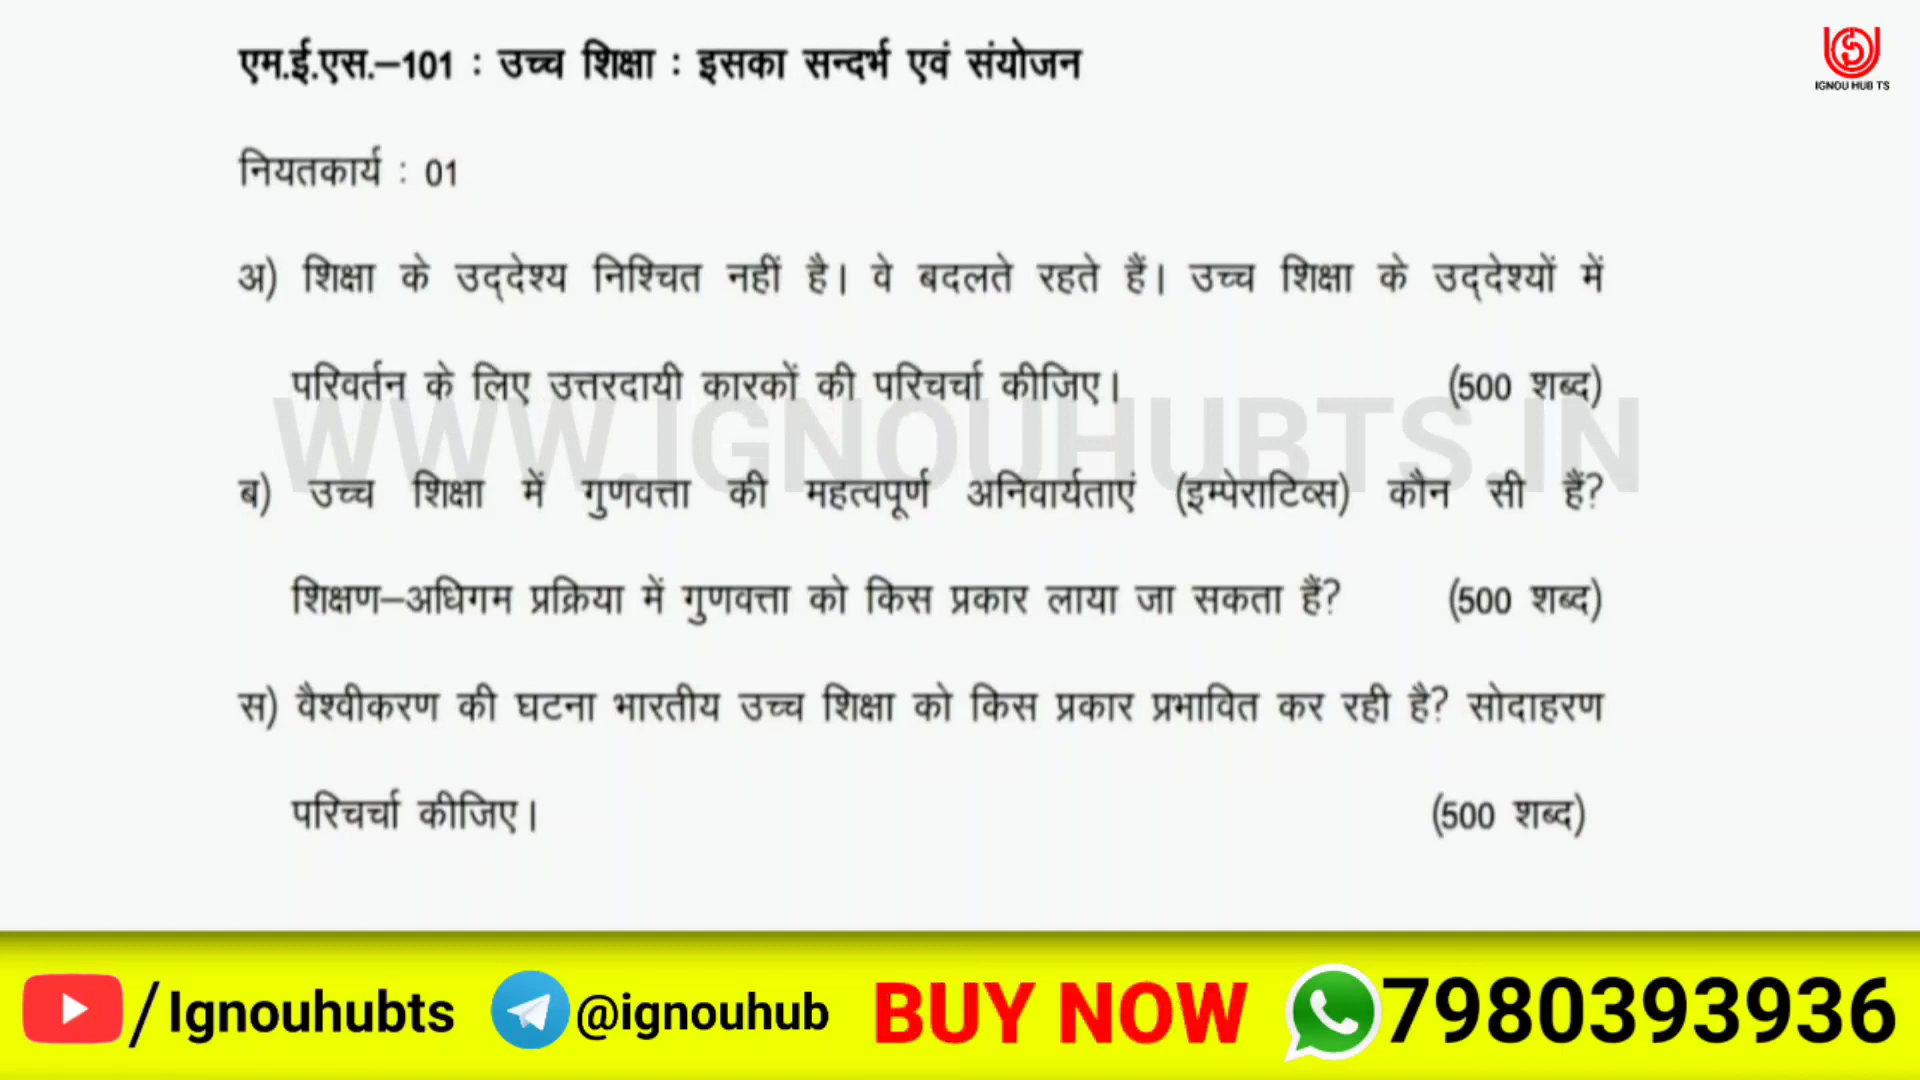 एम.ई.एस.–101 : उच्च शिक्षा : इसका सन्दर्भ एवं संयोजन
IGNOU HUB TS
नियतकार्य : 01
अ) शिक्षा के उद्देश्य निश्चित नहीं है। वे बदलते रहते हैं। उच्च शिक्षा के उद्देश्यों में
परिवर्तन के लिए उत्तरदायी कारकों की परिचर्चा कीजिए। (500 शब्द)
WWW.IGNOUHUBTS.IN
ब) उच्च शिक्षा में गुणवत्ता की महत्वपूर्ण अनिवार्यताएं (इम्पेराटिव्स) कौन सी हैं?
शिक्षण–अधिगम प्रक्रिया में गुणवत्ता को किस प्रकार लाया जा सकता हैं? (500 शब्द)
स) वैश्वीकरण की घटना भारतीय उच्च शिक्षा को किस प्रकार प्रभावित कर रही है? सोदाहरण
परिचर्चा कीजिए। (500 शब्द)
/Ignouhubts @ignouhub BUY NOW 7980393936